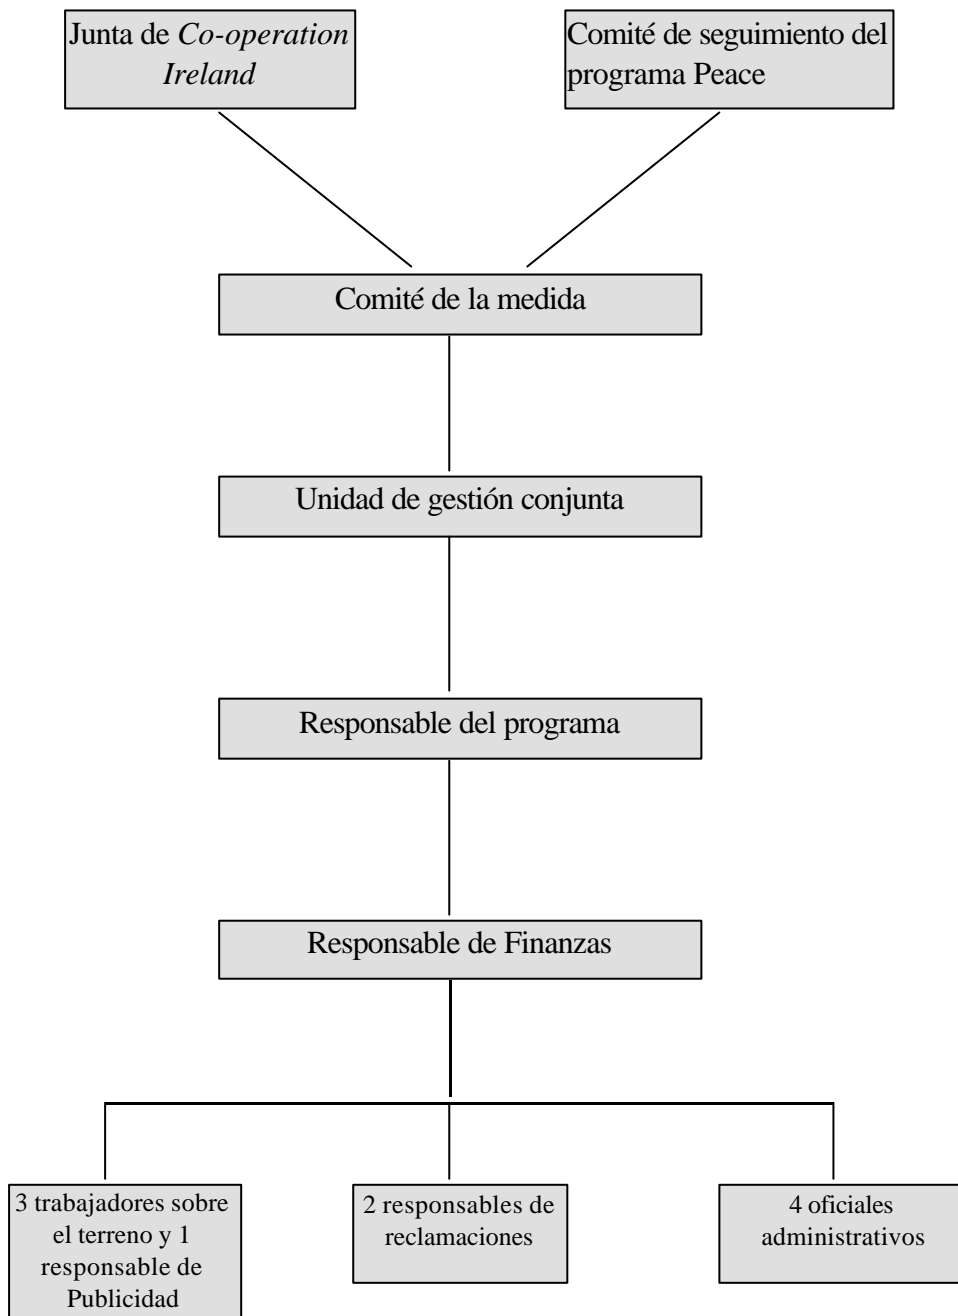 Junta de Co-operation
Ireland
Comité de seguimiento del
programa Peace
Comité de la medida
Unidad de gestión conjunta
Responsable del programa
Responsable de Finanzas
3 trabajadores sobre
el terreno y 1
responsable de
Publicidad
2 responsables de
reclamaciones
4 oficiales
administrativos